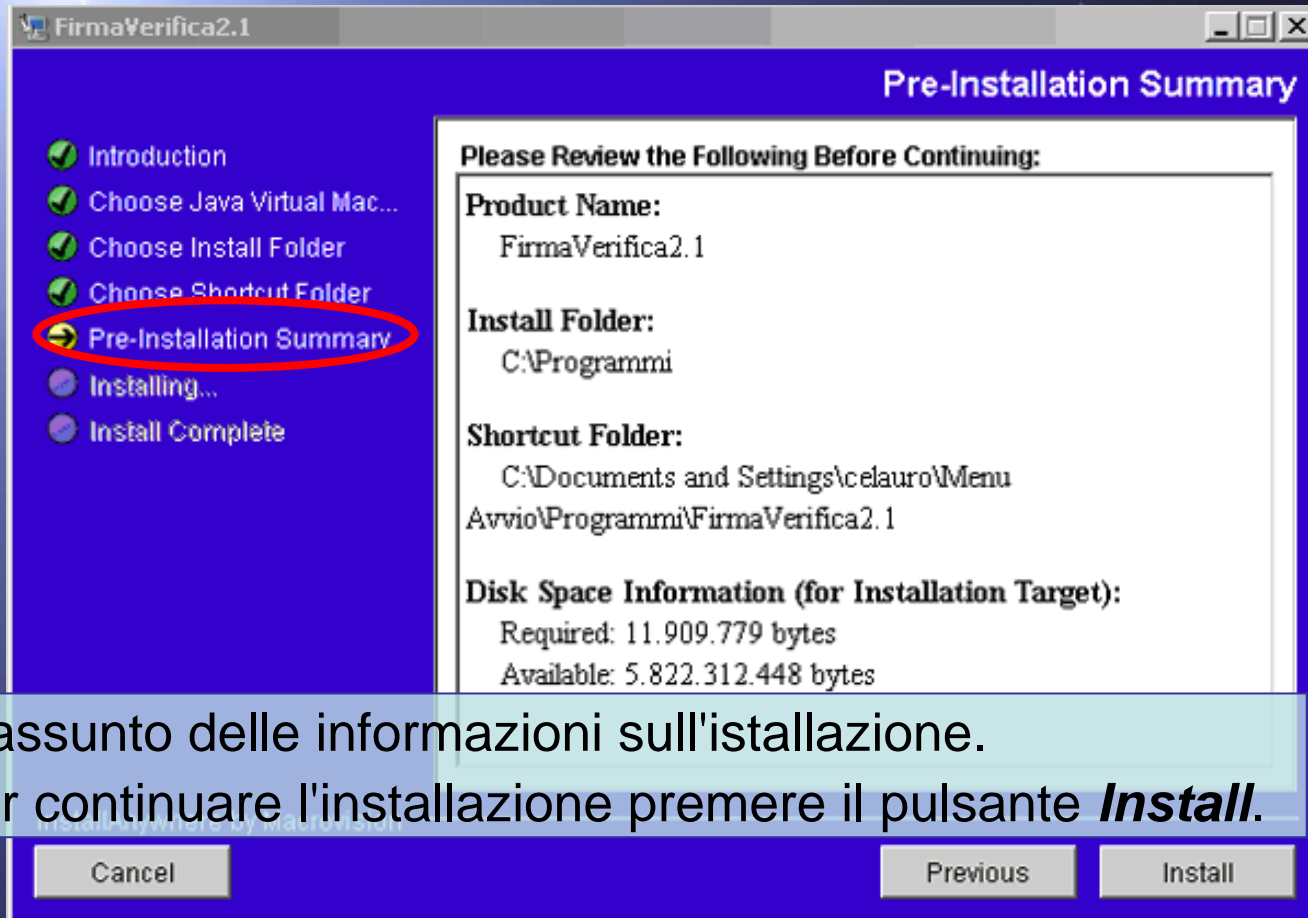 FirmaVerifica2.1
Pre-Installation Summary
Introduction
Choose Java Virtual Mac...
Choose Install Folder
Choose Shortcut Folder
Pre-Installation Summary
Installing...
Install Complete
Please Review the Following Before Continuing:
Product Name:
FirmaVerifica2.1
Install Folder:
C:\Programmi
Shortcut Folder:
C:\Documents and Settings\celauro\Menu
Avvio\Programmi\FirmaVerifica2.1
Disk Space Information (for Installation Target):
Required: 11.909.779 bytes
Available: 5.822.312.448 bytes
assunto delle informazioni sull'istallazione.
r continuare l'installazione premere il pulsante Install.
InstallAnywhere by Macrovision
Cancel
Previous
Install